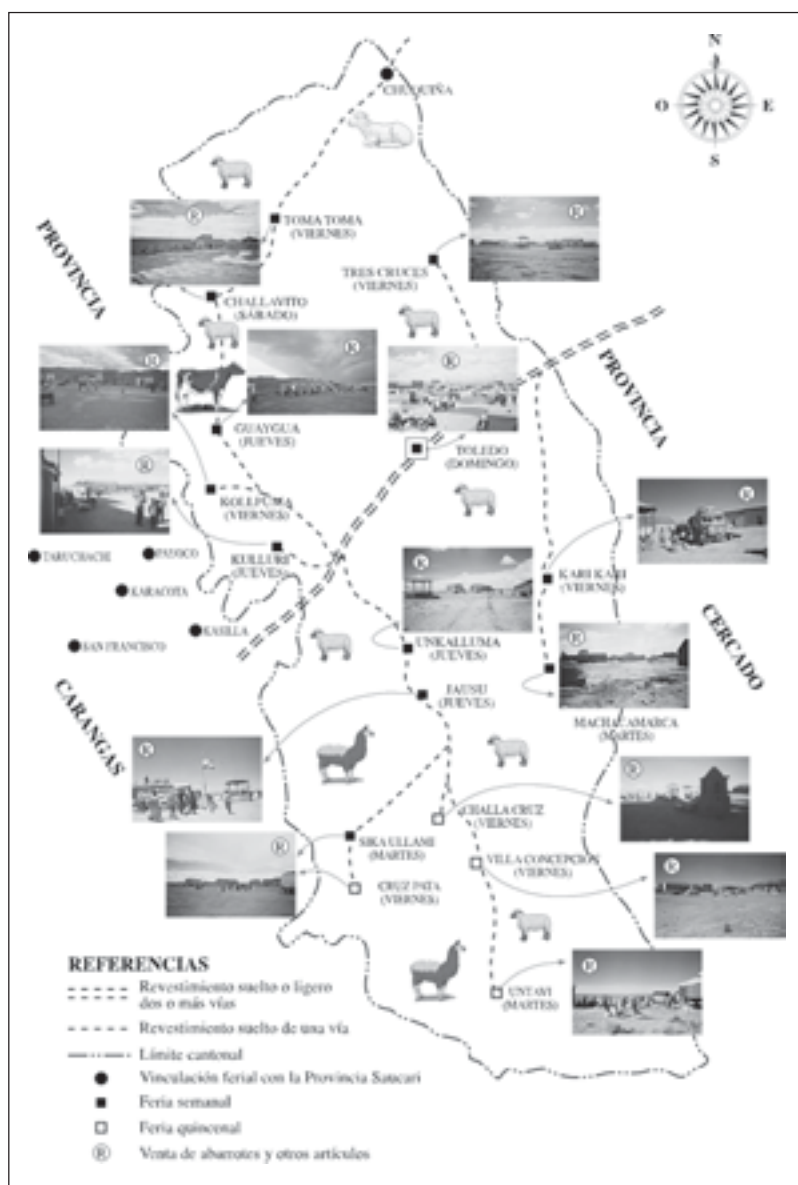 N
O
E
S
CHUQUIÑA
TOMA TOMA
(VIERNES)
TRES CRUCES
(VIERNES)
PROVINCIA
CHALLAVITO
(SÁBADO)
PROVINCIA
GUAYGUA
(JUEVES)
TOLEDO
(DOMINGO)
(VIERNES)
KULLURI
(JUEVES)
TARUCHACHI
PAYOCO
KARACOTA
KARI KARI
(VIERNES)
SAN FRANCISCO
KASILLA
UNKALLUMA
(JUEVES)
CERCADO
CARANGAS
JAUSU
(JUEVES)
MACHACAMARCA
(MARTES)
CHALLA CRUZ
(VIERNES)
SIKA ULLAMI
(MARTES)
VILLA CONCEPCIÓN
(VIERNES)
CRUZ PATA
(VIERNES)
UNTAVI
(MARTES)
REFERENCIAS
Revestimiento suelto o ligero
dos o más vías
Revestimiento suelto de una vía
Límite cantonal
Vinculación ferial con la Provincia Saucari
Feria semanal
Feria quincenal
R Venta de abarrotes y otros artículos